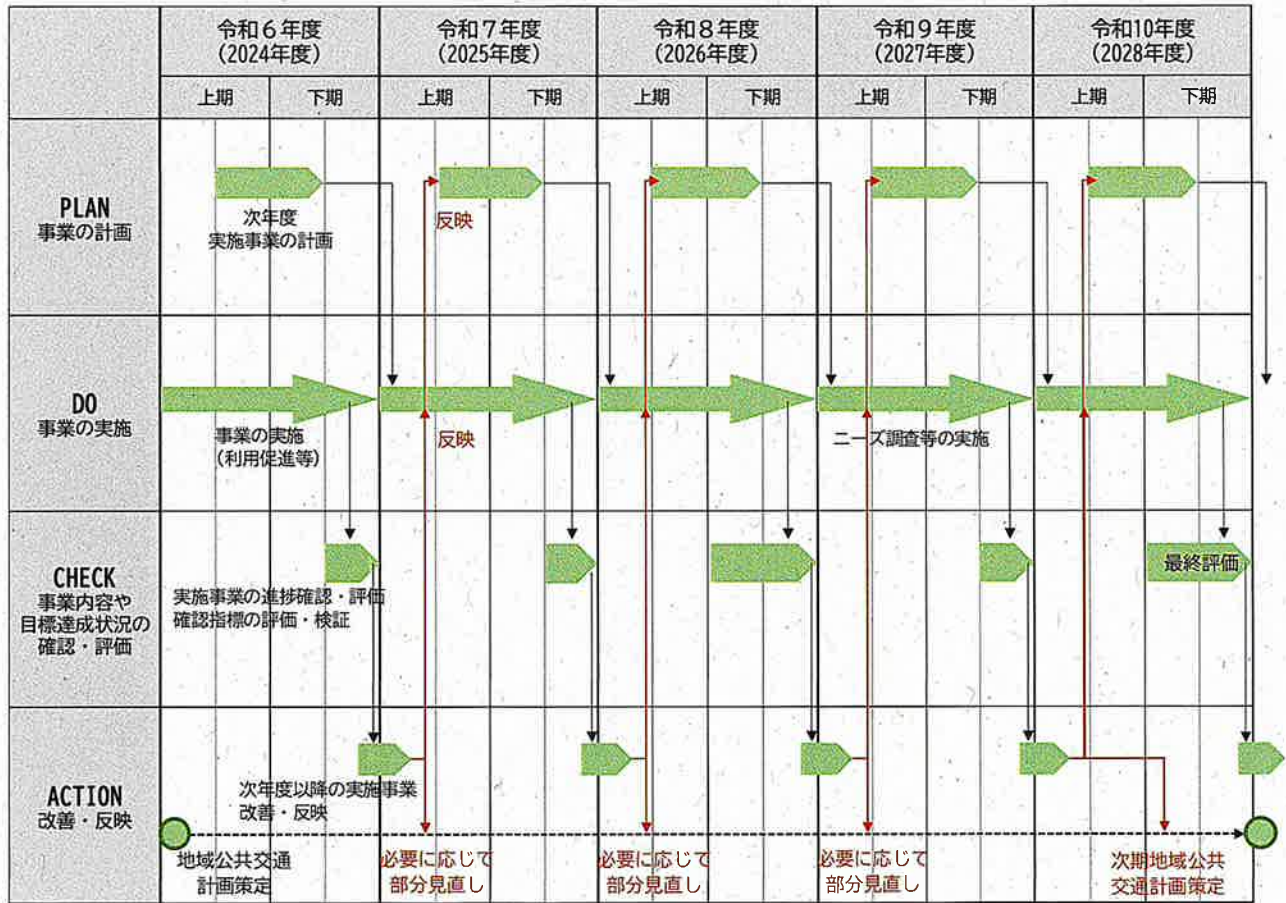 令和6年度
(2024年度)
令和7年度
(2025年度)
令和8年度
(2026年度)
令和9年度
(2027年度)
令和10年度
(2028年度)
上期
下期
上期
下期
上期
下期
上期
下期
上期
下期
PLAN
事業の計画
次年度
実施事業の計画
反映
DO
事業の実施
事業の実施
(利用促進等)
反映
ニーズ調査等の実施
CHECK
事業内容や
目標達成状況の
確認・評価
実施事業の進捗確認・評価
確認指標の評価・検証
最終評価
ACTION
改善・反映
次年度以降の実施事業
改善・反映
地域公共交通
計画策定
必要に応じて
部分見直し
必要に応じて
部分見直し
必要に応じて
部分見直し
次期地域公共
交通計画策定